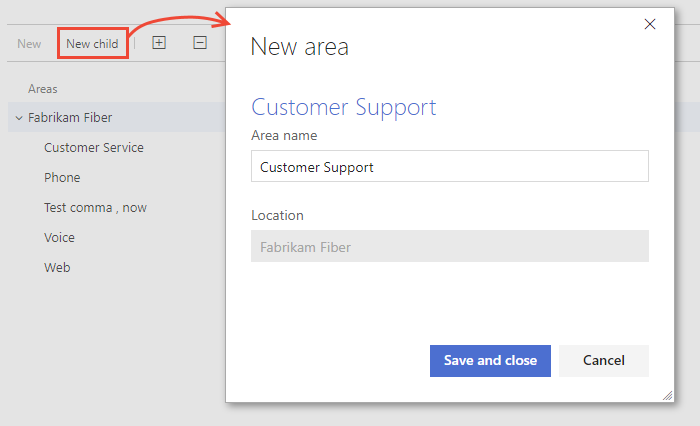 New New child
Areas
Fabrikam Fiber
Customer Service
Phone
Test comma , now
Voice
Web
New area
Customer Support
Area name
Customer Support
Location
Fabrikam Fiber
Save and close Cancel